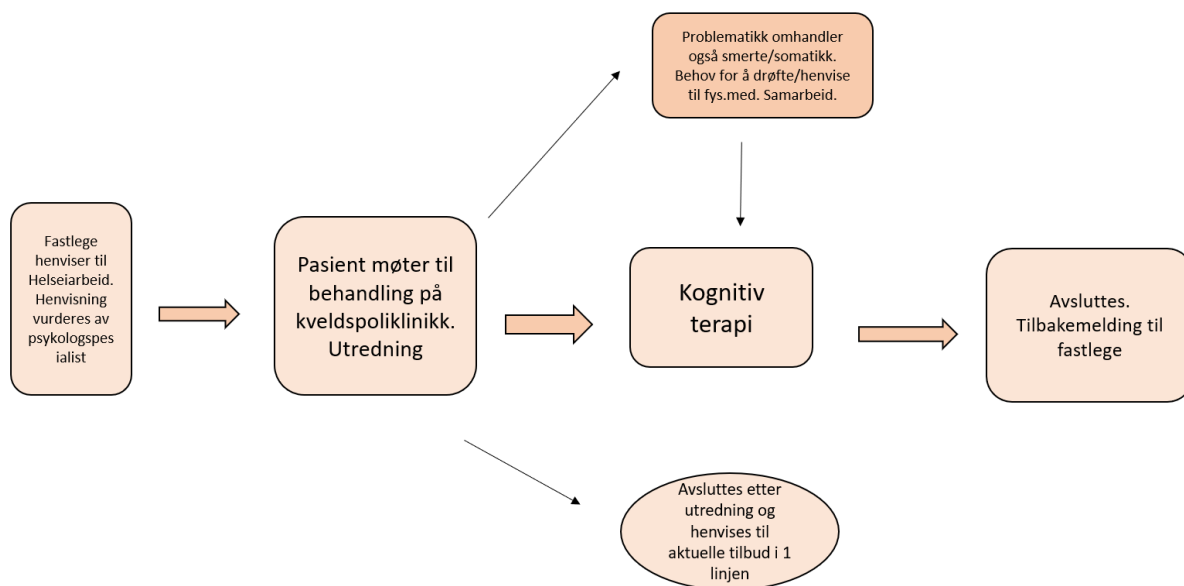 Problematikk omhandler
også smerte/somatikk.
Behov for å drøfte/henvise
til fys.med. Samarbeid.
Fastlege
henviser til
Helseiarbeid.
Henvisning
vurderes av
psykologspes
ialist
Pasient møter til
behandling på
kveldspoliklinikk.
Utredning
Kognitiv
terapi
Avsluttes.
Tilbakemelding til
fastlege
Avsluttes etter
utredning og
henvises til
aktuelle tilbud i 1
linjen